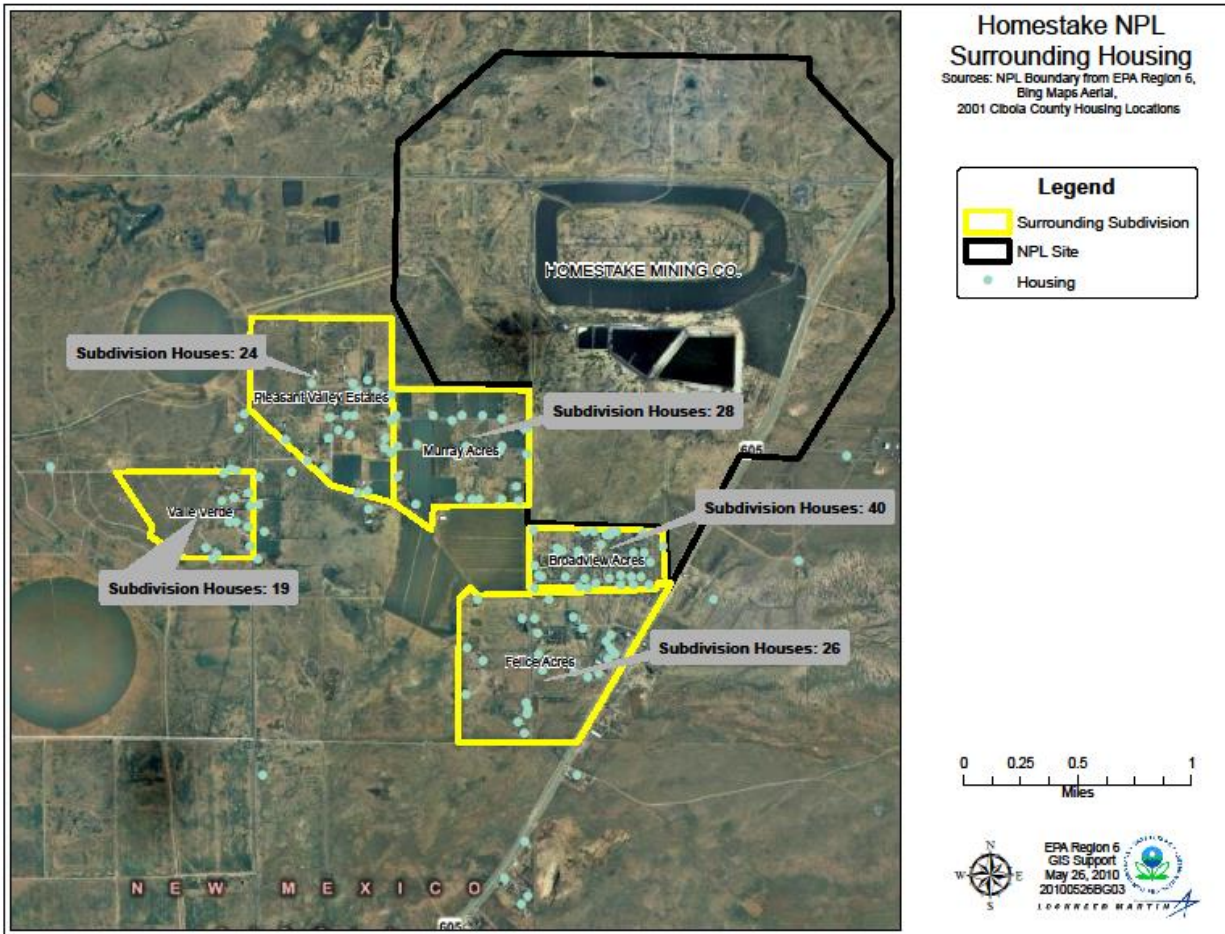 Homestake NPL
Surrounding Housing
Sources: NPL Boundary from EPA Region 6,
Bing Maps Aerial,
2001 Cibola County Housing Locations
Legend
Surrounding Subdivision
NPL Site
Housing
HOMESTAKE MINING CO.
Subdivision Houses: 24
Pleasant Valley Estates
Subdivision Houses: 28
Murray Acres
605
Subdivision Houses: 40
Valle Verde
Broadview Acres
Subdivision Houses: 19
Subdivision Houses: 26
Felice Acres
NEW MEXICO
605
0 0.25 0.5 1
Miles
N
W E
S
EPA Region 6
GIS Support
May 26, 2010
20100526BG03
LOCKHEED MARTIN